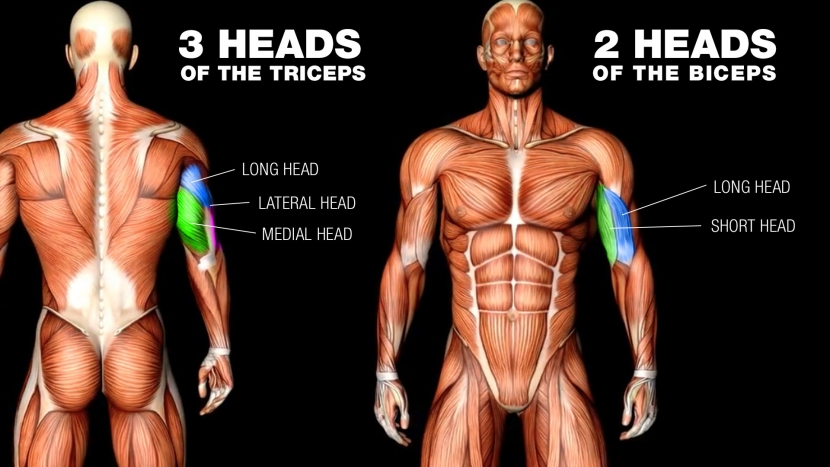 3 HEADS
OF THE TRICEPS
LONG HEAD
LATERAL HEAD
MEDIAL HEAD
2 HEADS
OF THE BICEPS
LONG HEAD
SHORT HEAD